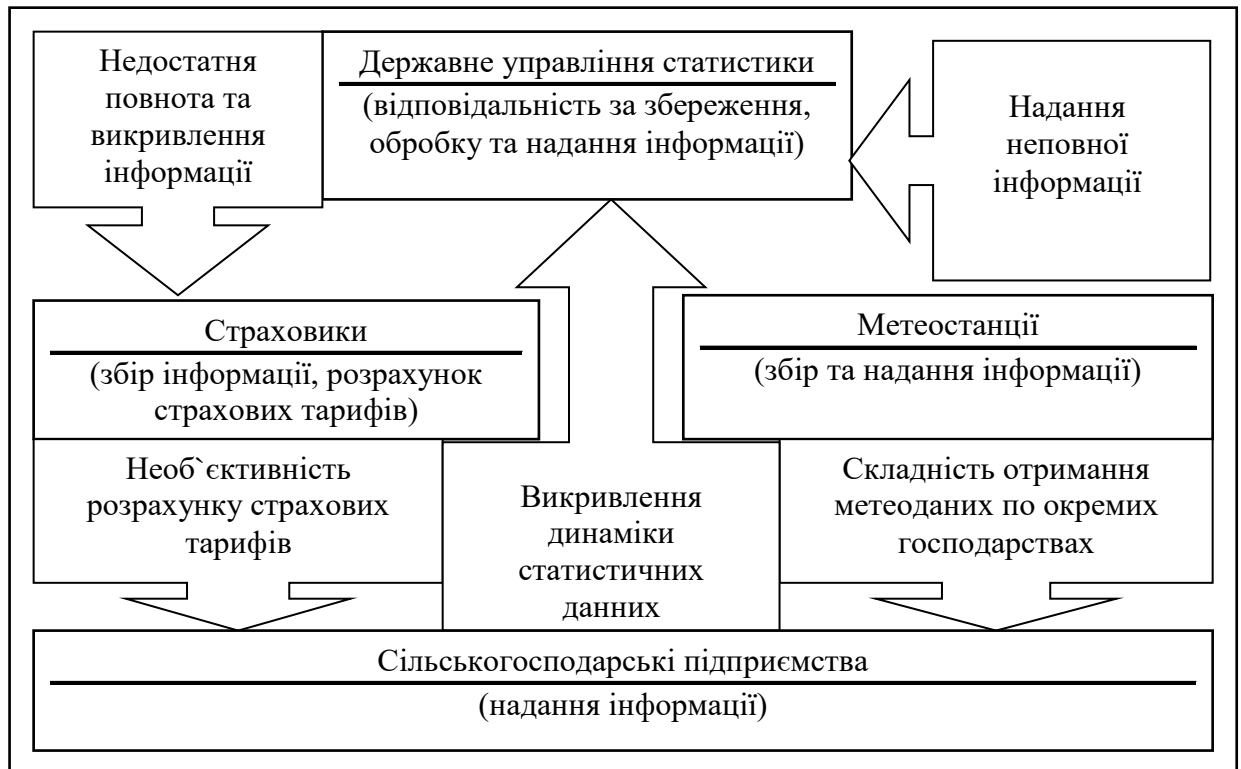 Недостатня
повнота та
викривлення
інформації
Державне управління статистики
(відповідальність за збереження,
обробку та надання інформації)
Надання
неповної
інформації
Страховики
(збір інформації, розрахунок
страхових тарифів)
Метеостанції
(збір та надання інформації)
Необ`єктивність
розрахунку страхових
тарифів
Викривлення
динаміки
статистичних
данних
Складність отримання
метеоданих по окремих
господарствах
Сільськогосподарські підприємства
(надання інформації)